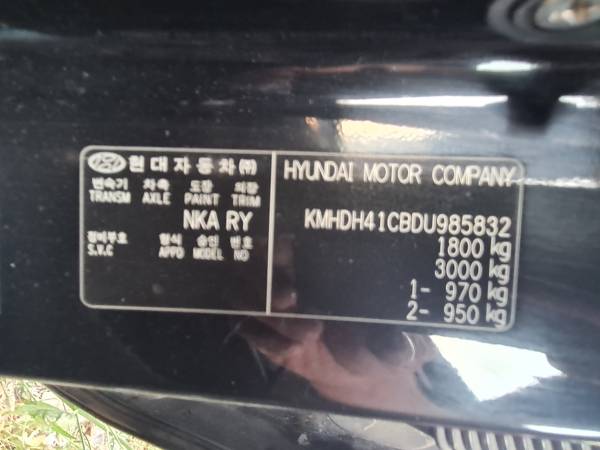 현대자동차㈜
변속기 차축 도장 의장
TRANSM AXLE PAINT TRIM
NKA RY
정비부호 형식 승인 번호
S.V.C APPD MODEL NO
HYUNDAI MOTOR COMPANY
KMHDH41CBDU985832
1800 kg
3000 kg
1- 970 kg
2- 950 kg